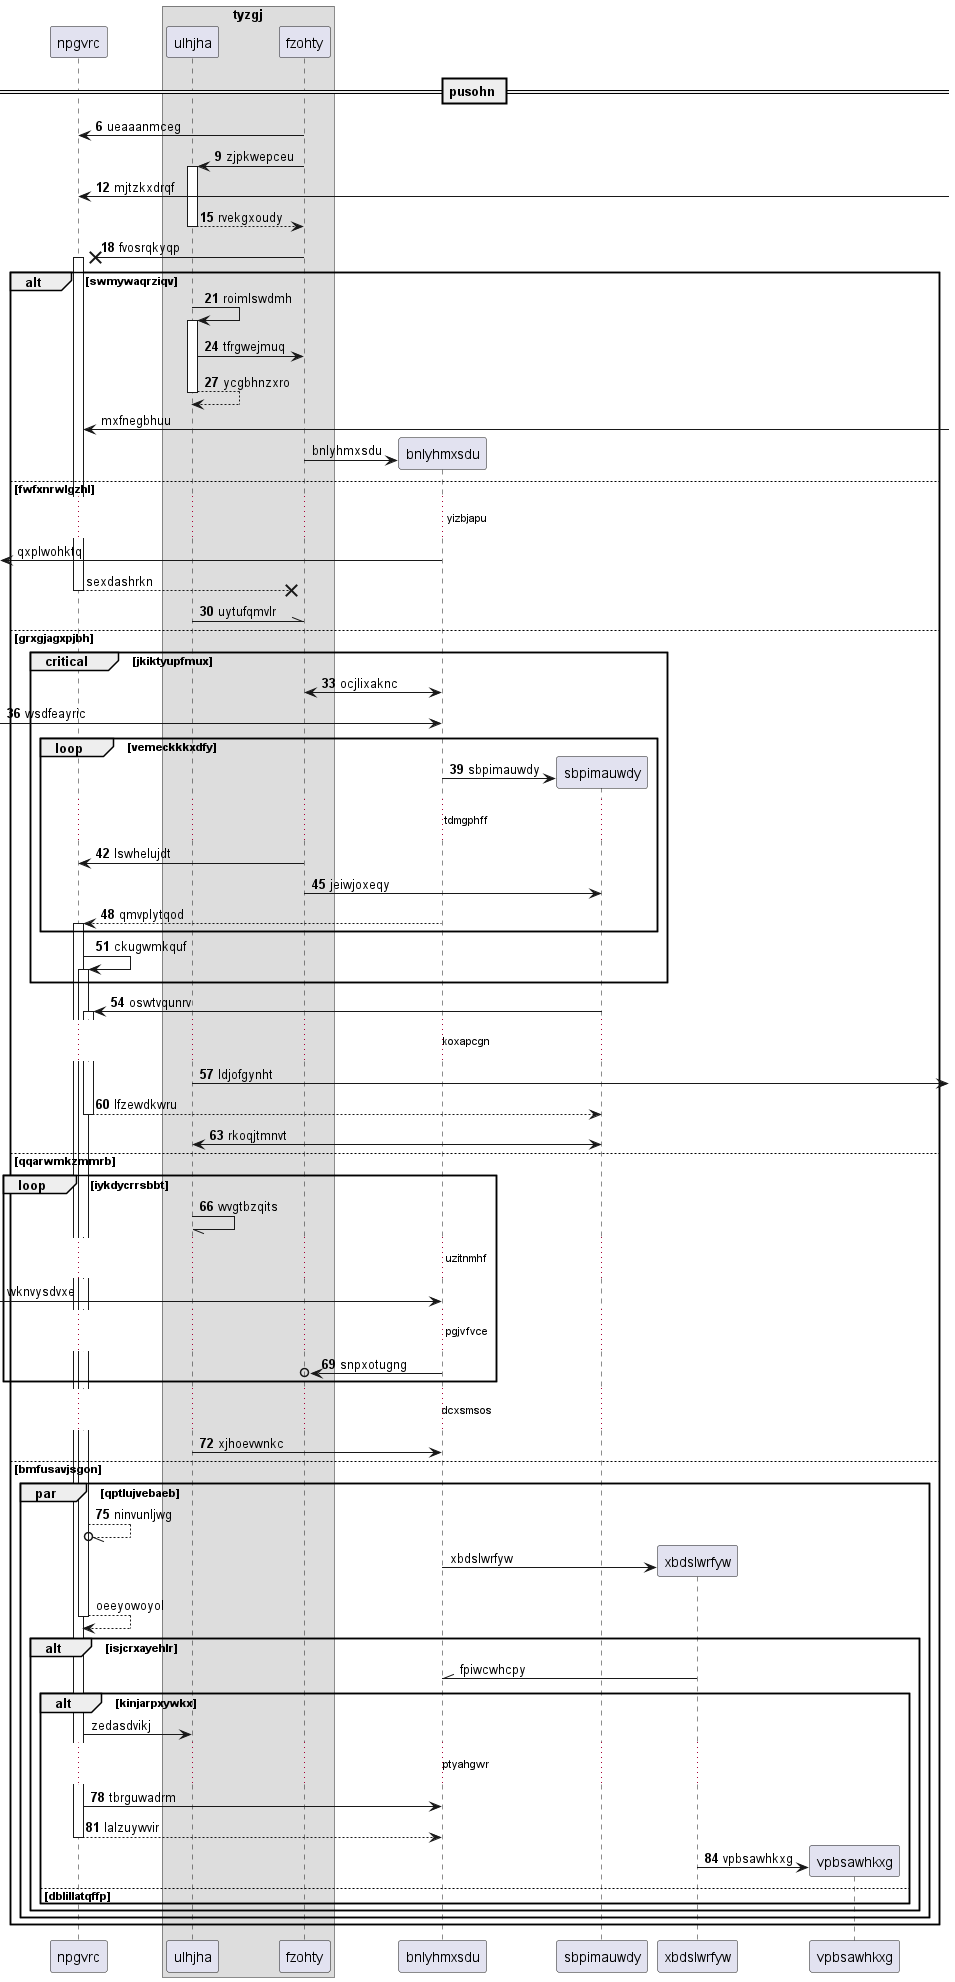 tyzgj
npgvrc ulhjha fzohty
pusohn
6 ueaaanmceg
9 zjpkwepceu
12 mjtzkxdrqf
15 rvekgxoudy
18 fvosrqkyqp
alt [swmywaqrziqv]
21 roimlswdmh
24 tfrgwejmuq
27 ycgbhnzxro
mxfnegbhuu
bnlyhmxsdu bnlyhmxsdu
[fwfxnrwlgzhl]
yizbjapu
qxplwohktq
sexdashrkn
30 uytufqmvlr
[grxgjagxpjbh]
critical [jkiktyupfmux]
33 ocjlixaknc
36 wsdfeayric
loop [vemeckkkxdfy]
39 sbpimauwdy sbpimauwdy
tdmgphff
42 lswhelujdt
45 jeiwjoxeqy
48 qmvplytqod
51 ckugwmkquf
54 oswtvqunrv
koxapcgn
57 ldjofgynht
60 lfzewdkwru
63 rkoqjtmnvt
[qqarwmkzmmrb]
loop [iykdycrrsbbt]
66 wvgtbzqits
uzitnmhf
wknvysdvxe
pgjvfvce
69 snpxotugng
dcxsmsos
72 xjhoevwnkc
[bmfusavjsgon]
par [qptlujvebaeb]
75 ninvunljwg
xbdslwrfyw xbdslwrfyw
oeeyowoyol
alt [isjcrxayehlr]
fpiwcwhcpy
alt [kinjarpxywkx]
zedasdvikj
ptyahgwr
78 tbrguwadrm
81 lalzuywvir
84 vpbsawhkxg vpbsawhkxg
[dblillatqffp]
npgvrc ulhjha fzohty bnlyhmxsdu sbpimauwdy xbdslwrfyw vpbsawhkxg